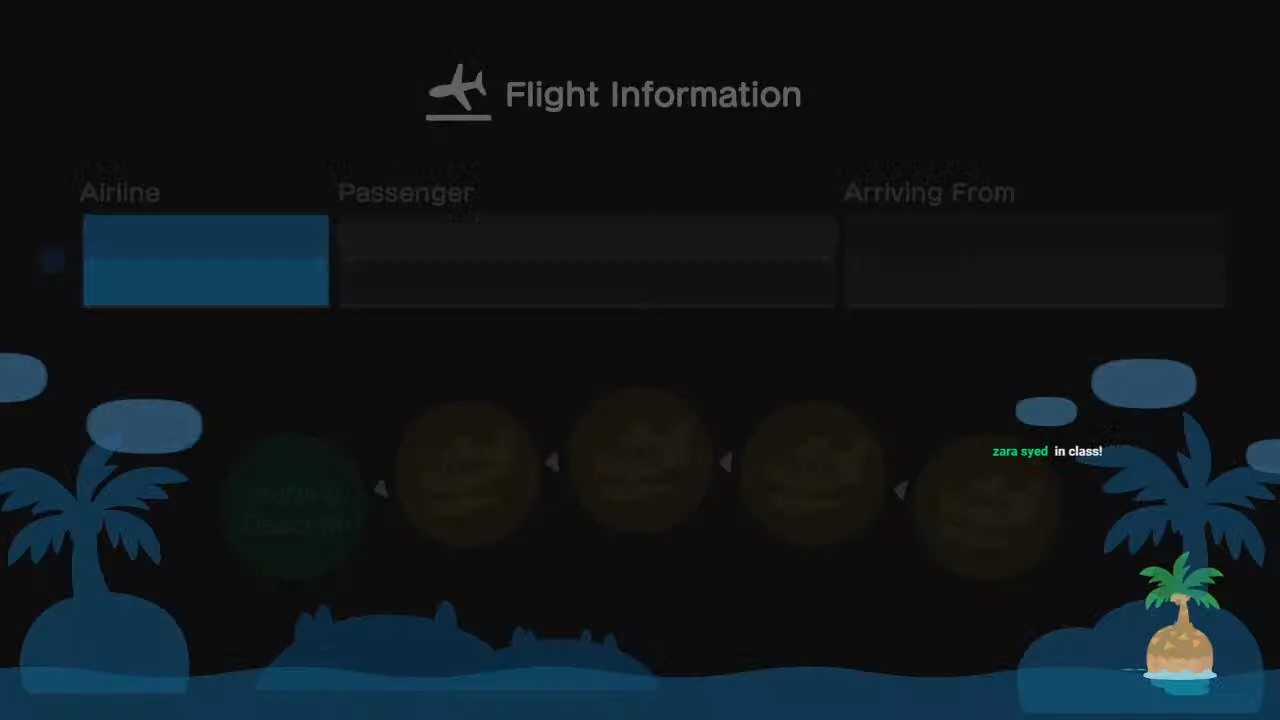 Flight Information
Airline
Passenger
Arriving From
zara syed in class!